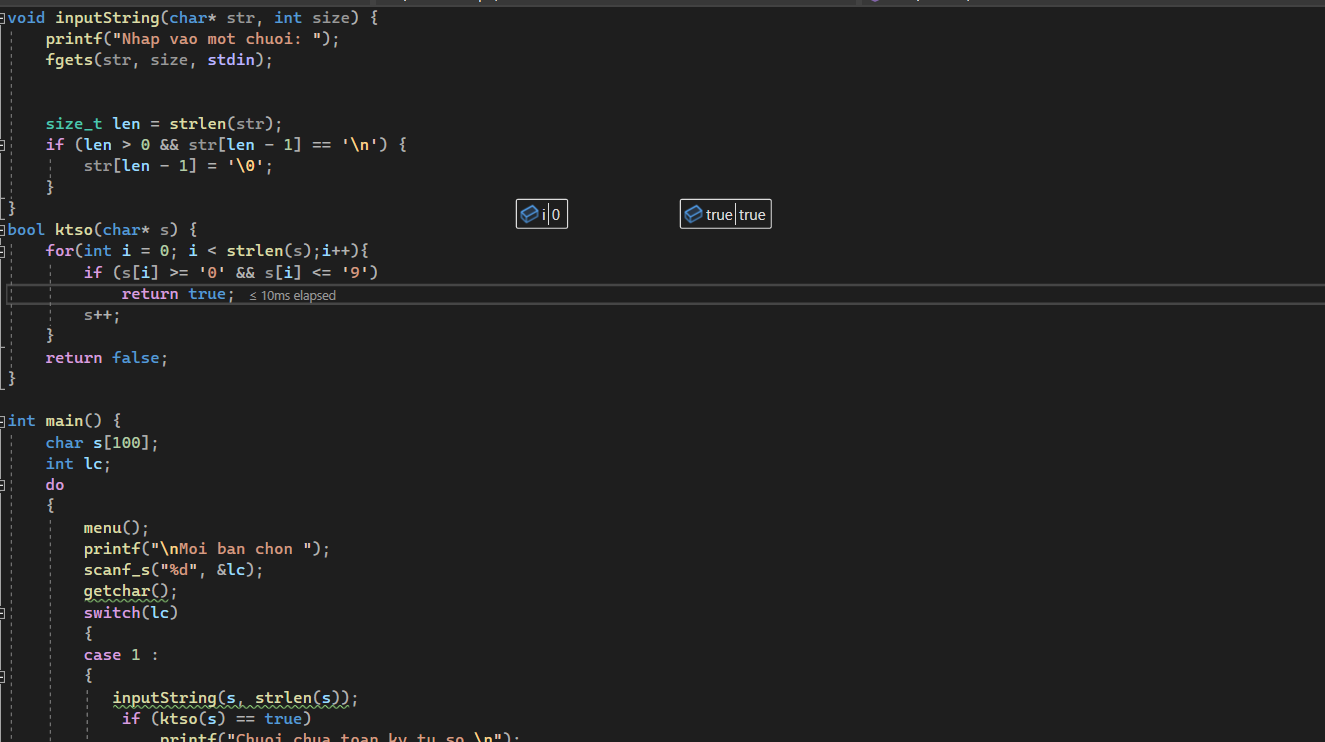 void inputString(char* str, int size) {
printf("Nhap vao mot chuoi: ");
fgets(str, size, stdin);
size_t len = strlen(str);
if (len > 0 && str[len - 1] == '\n') {
str[len - 1] = '\0';
}
}
i 0
true true
bool ktso(char* s) {
for(int i = 0; i < strlen(s);i++){
if (s[i] >= '0' && s[i] <= '9')
return true; ≤ 10ms elapsed
s++;
}
return false;
}
int main() {
char s[100];
int lc;
do
{
menu();
printf("\nMoi ban chon ");
scanf_s("%d", &lc);
getchar();
switch(lc)
{
case 1 :
{
inputString(s, strlen(s));
if (ktso(s) == true)
printf("Chuoi chua toan ky tu so \n");